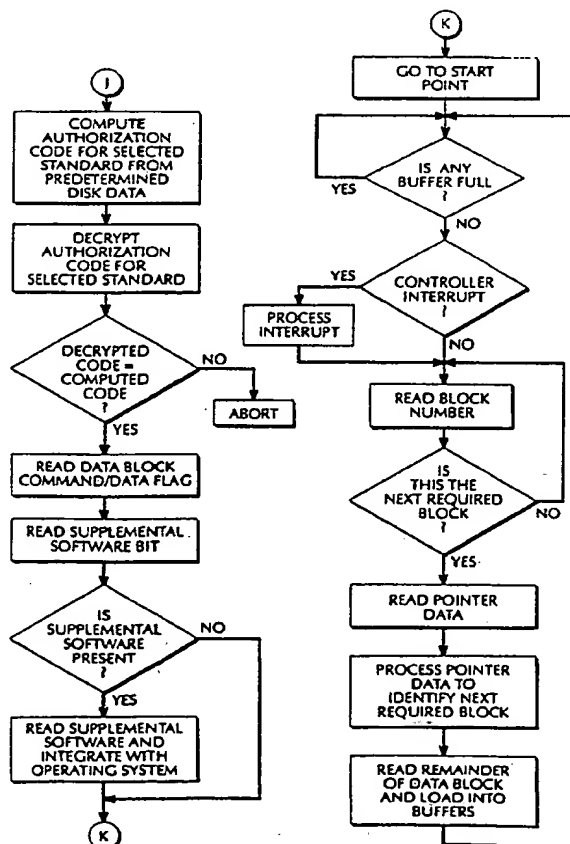 J
COMPUTE
AUTHORIZATION
CODE FOR SELECTED
STANDARD FROM
PREDETERMINED
DISK DATA
DECRYPT
AUTHORIZATION
CODE FOR
SELECTED STANDARD
DECRYPTED
CODE =
COMPUTED
CODE
?
NO
ABORT
YES
READ DATA BLOCK
COMMAND/DATA FLAG
READ SUPPLEMENTAL
SOFTWARE BIT
IS
SUPPLEMENTAL
SOFTWARE
PRESENT
?
NO
YES
READ SUPPLEMENTAL
SOFTWARE AND
INTEGRATE WITH
OPERATING SYSTEM
K
K
GO TO START
POINT
IS ANY
BUFFER FULL
?
YES
NO
CONTROLLER
INTERRUPT
?
YES
PROCESS
INTERRUPT
NO
READ BLOCK
NUMBER
IS
THIS THE
NEXT REQUIRED
BLOCK
?
NO
YES
READ POINTER
DATA
PROCESS POINTER
DATA TO
IDENTIFY NEXT
REQUIRED BLOCK
READ REMAINDER
OF DATA BLOCK
AND LOAD INTO
BUFFERS